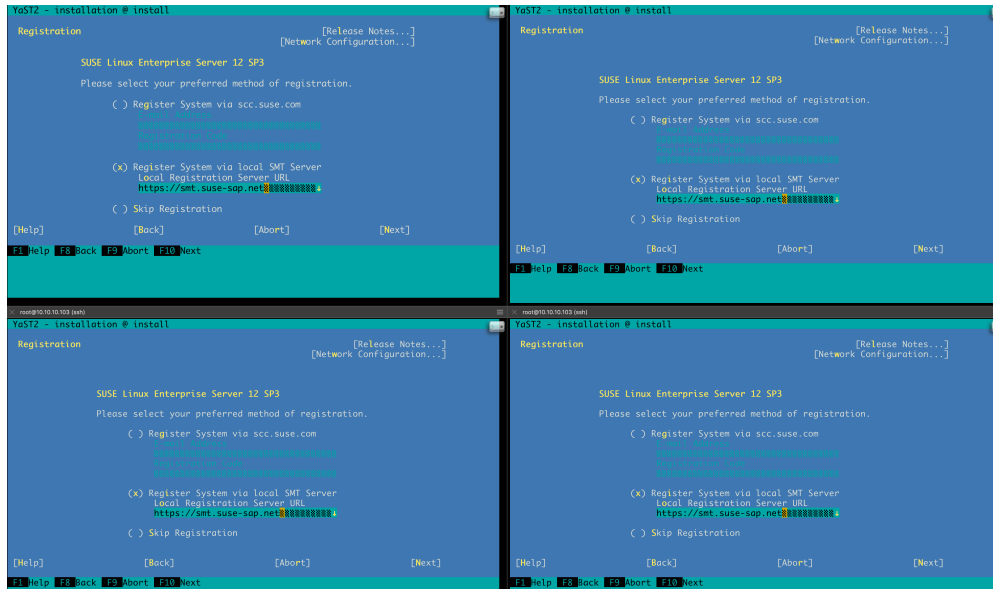 YaST2 - installation @ install
Registration
[Release Notes...]
[Network Configuration...]
SUSE Linux Enterprise Server 12 SP3
Please select your preferred method of registration.
( ) Register System via scc.suse.com
(x) Register System via local SMT Server
Local Registration Server URL
https://smt.suse-sap.net
( ) Skip Registration
[Help] [Back] [Abort] [Next]
F1 Help F8 Back F9 Abort F10 Next
YaST2 - installation @ install
Registration
[Release Notes...]
[Network Configuration...]
SUSE Linux Enterprise Server 12 SP3
Please select your preferred method of registration.
( ) Register System via scc.suse.com
(x) Register System via local SMT Server
Local Registration Server URL
https://smt.suse-sap.net
( ) Skip Registration
[Help] [Back] [Abort] [Next]
F1 Help F8 Back F9 Abort F10 Next
root@10.10.10.103 (ssh)
YaST2 - installation @ install
Registration
[Release Notes...]
[Network Configuration...]
SUSE Linux Enterprise Server 12 SP3
Please select your preferred method of registration.
( ) Register System via scc.suse.com
(x) Register System via local SMT Server
Local Registration Server URL
https://smt.suse-sap.net
( ) Skip Registration
[Help] [Back] [Abort] [Next]
F1 Help F8 Back F9 Abort F10 Next
root@10.10.10.103 (ssh)
YaST2 - installation @ install
Registration
[Release Notes...]
[Network Configuration...]
SUSE Linux Enterprise Server 12 SP3
Please select your preferred method of registration.
( ) Register System via scc.suse.com
(x) Register System via local SMT Server
Local Registration Server URL
https://smt.suse-sap.net
( ) Skip Registration
[Help] [Back] [Abort] [Next]
F1 Help F8 Back F9 Abort F10 Next